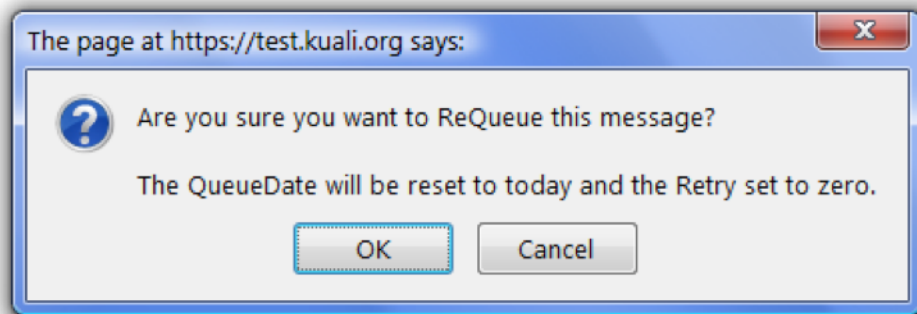 The page at https://test.kuali.org says:
Are you sure you want to ReQueue this message?
The QueueDate will be reset to today and the Retry set to zero.
OK
Cancel